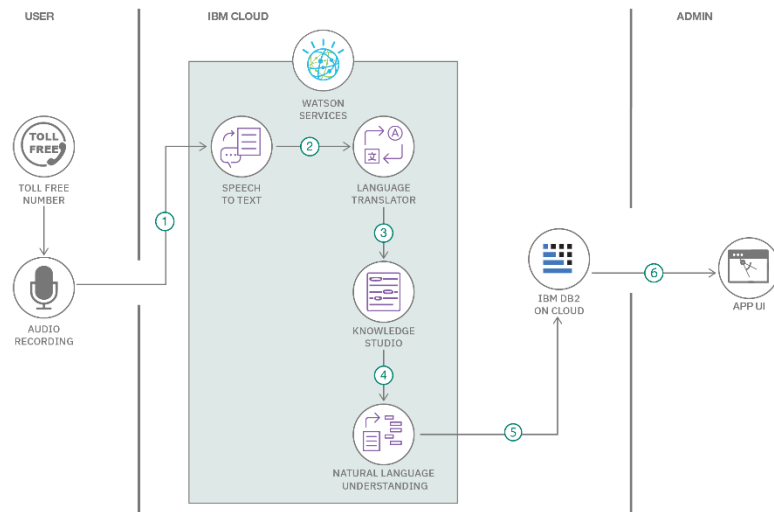 USER
IBM CLOUD
ADMIN
WATSON
SERVICES
TOLL
FREE
TOLL FREE
NUMBER
SPEECH
TO TEXT
2
A
文
LANGUAGE
TRANSLATOR
1
3
AUDIO
RECORDING
KNOWLEDGE
STUDIO
IBM DB2
ON CLOUD
6
APP UI
4
5
NATURAL LANGUAGE
UNDERSTANDING